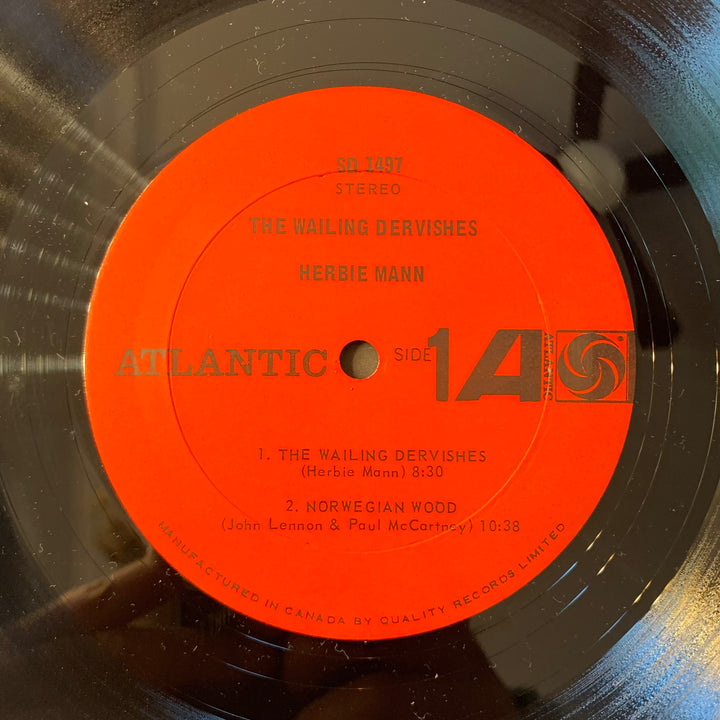 SD 1497
STEREO
THE WAILING DERVISHES
HERBIE MANN
ATLANTIC
SIDE 1
A
ATLANTIC
1. THE WAILING DERVISHES
(Herbie Mann) 8:30
2. NORWEGIAN WOOD
(John Lennon & Paul McCartney) 10:38
MANUFACTURED IN CANADA BY QUALITY RECORDS LIMITED